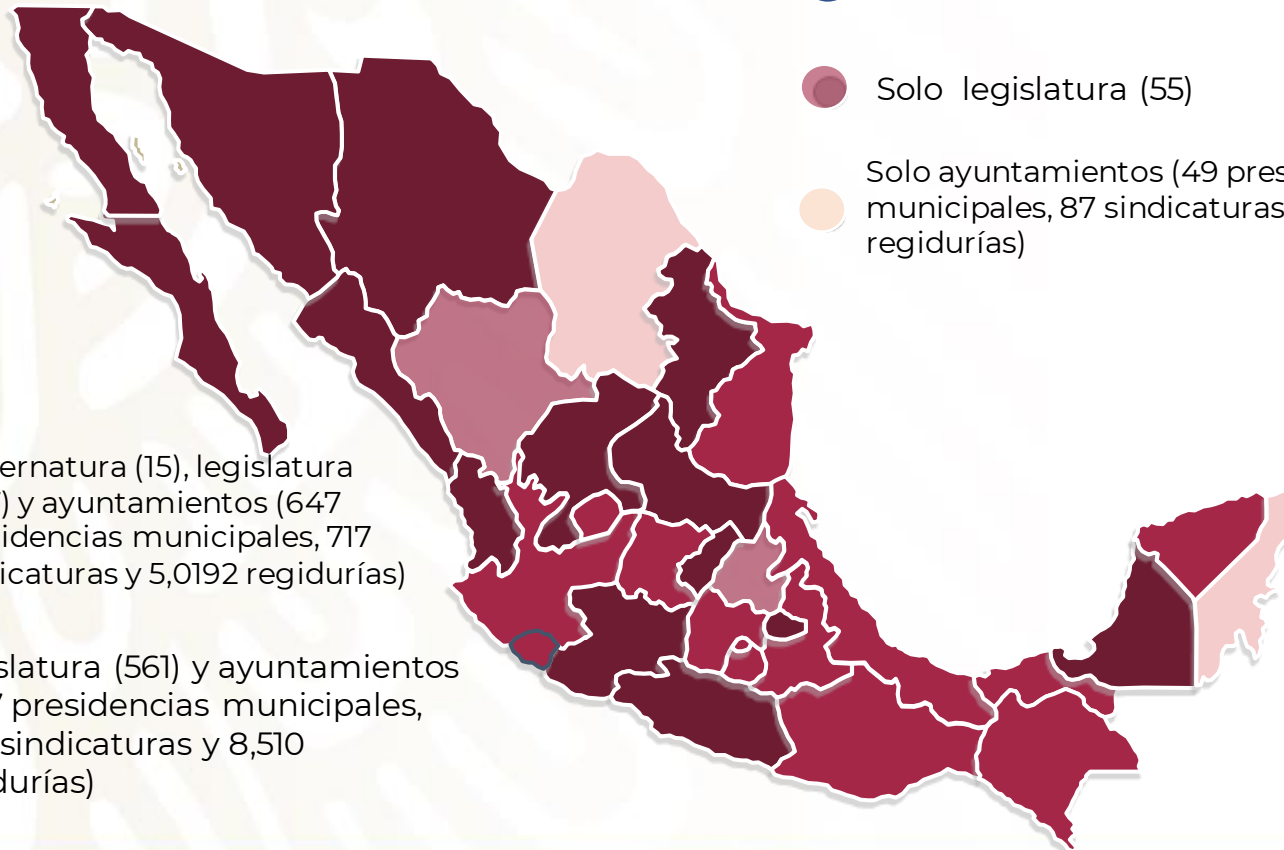 Solo legislatura (55)
Solo ayuntamientos (49 pres
municipales, 87 sindicaturas
regidurías)
ernatura (15), legislatura
) y ayuntamientos (647
idencias municipales, 717
icaturas y 5,0192 regidurías)
slatura (561) y ayuntamientos
presidencias municipales,
sindicaturas y 8,510
durías)